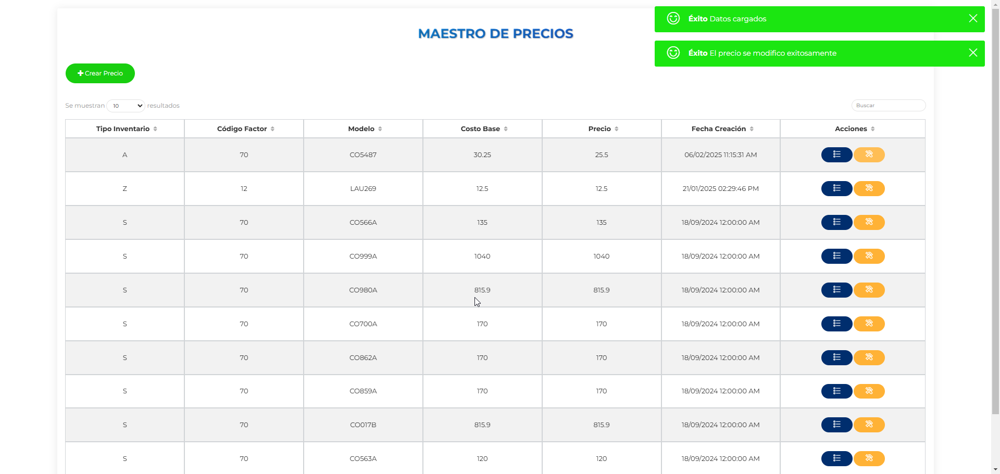 Éxito Datos cargados
MAESTRO DE PRECIOS
Éxito El precio se modifico exitosamente
Crear Precio
Se muestran 10 resultados
Buscar
Tipo Inventario Código Factor Modelo Costo Base Precio Fecha Creación Acciones
A 70 CO5487 30.25 25.5 06/02/2025 11:15:31 AM
Z 12 LAU269 12.5 12.5 21/01/2025 02:29:46 PM
S 70 CO566A 135 135 18/09/2024 12:00:00 AM
S 70 CO999A 1040 1040 18/09/2024 12:00:00 AM
S 70 CO980A 815.9 815.9 18/09/2024 12:00:00 AM
S 70 CO700A 170 170 18/09/2024 12:00:00 AM
S 70 CO862A 170 170 18/09/2024 12:00:00 AM
S 70 CO859A 170 170 18/09/2024 12:00:00 AM
S 70 CO017B 815.9 815.9 18/09/2024 12:00:00 AM
S 70 CO563A 120 120 18/09/2024 12:00:00 AM